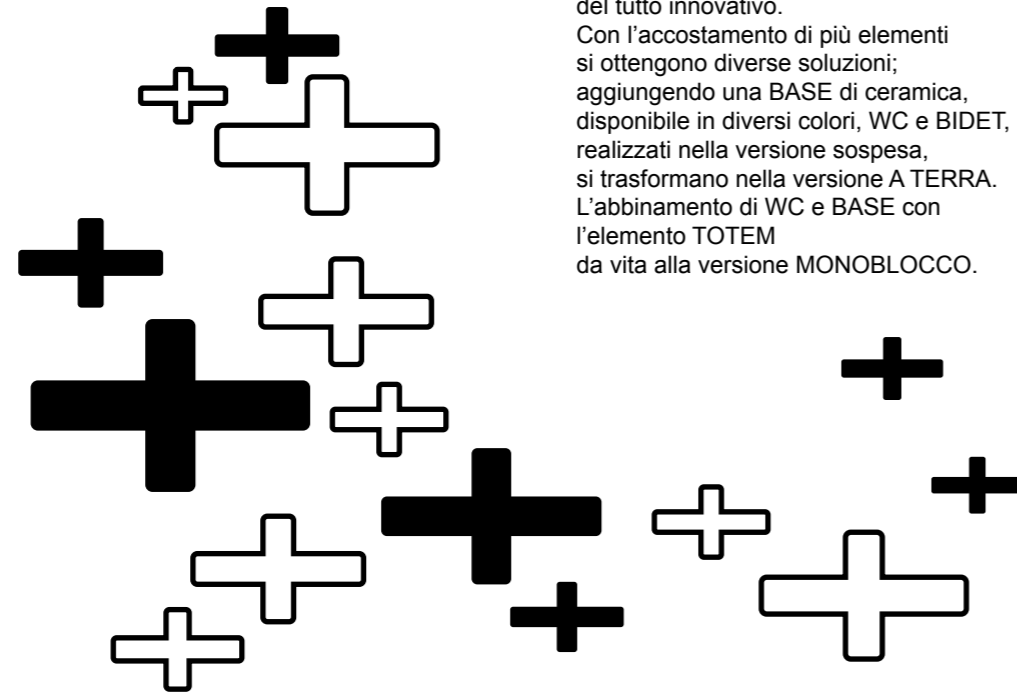 del tutto innovativo.
Con l’accostamento di più elementi
si ottengono diverse soluzioni;
aggiungendo una BASE di ceramica,
disponibile in diversi colori, WC e BIDET,
realizzati nella versione sospesa,
si trasformano nella versione A TERRA.
L’abbinamento di WC e BASE con
l’elemento TOTEM
da vita alla versione MONOBLOCCO.